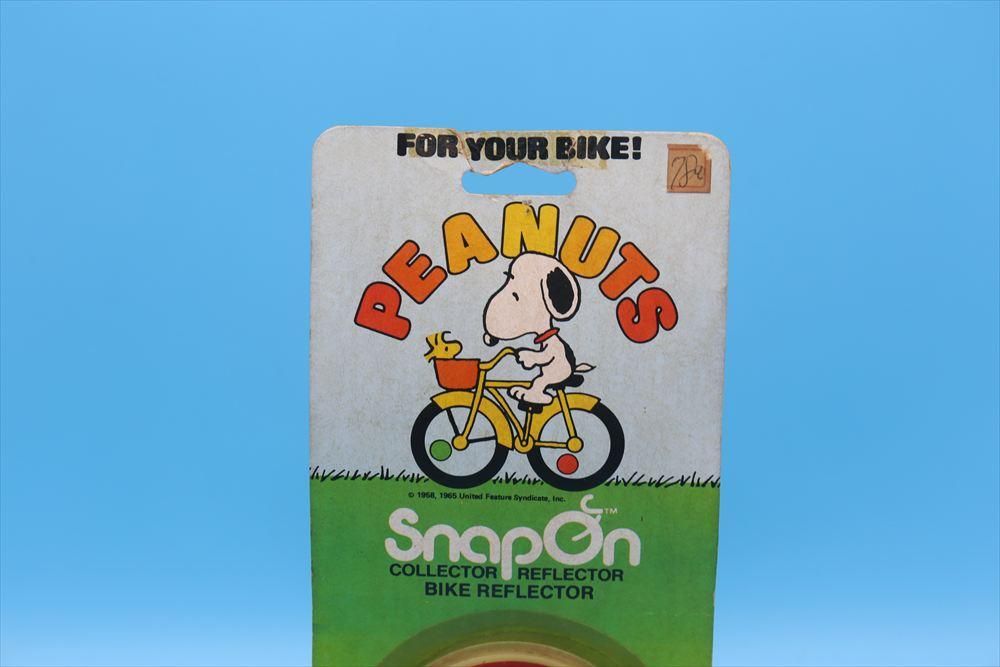 FOR YOUR BIKE!
PEANUTS
© 1958, 1965 United Feature Syndicate, Inc.
SnapOn™
COLLECTOR REFLECTOR
BIKE REFLECTOR